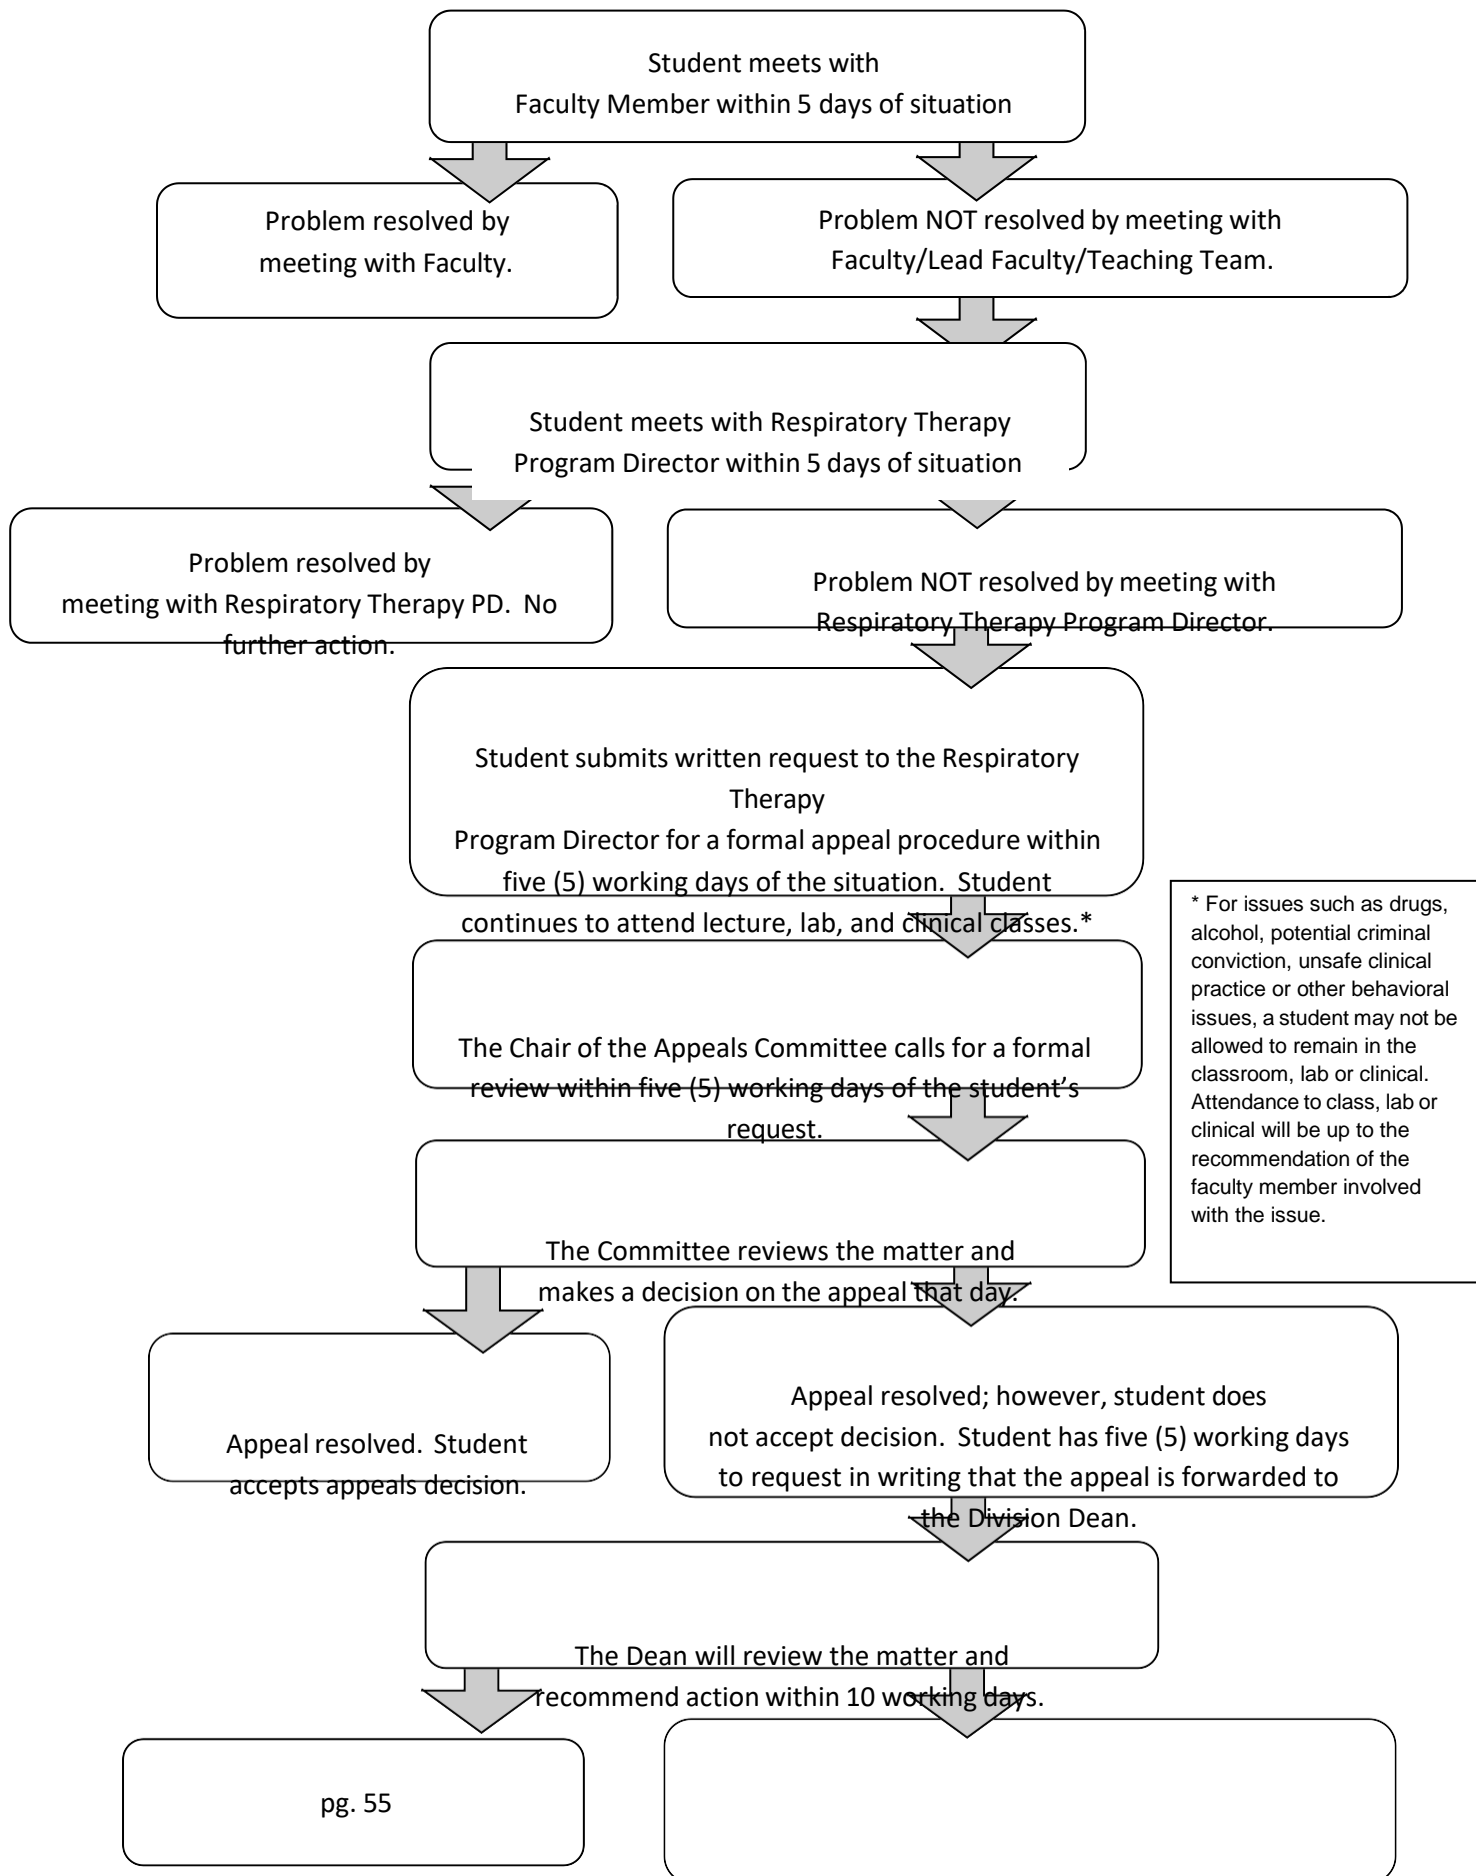 Student meets with
Faculty Member within 5 days of situation
Problem resolved by
meeting with Faculty.
Problem NOT resolved by meeting with
Faculty/Lead Faculty/Teaching Team.
Student meets with Respiratory Therapy
Program Director within 5 days of situation
Problem resolved by
meeting with Respiratory Therapy PD. No
further action.
Problem NOT resolved by meeting with
Respiratory Therapy Program Director.
Student submits written request to the Respiratory
Therapy
Program Director for a formal appeal procedure within
five (5) working days of the situation. Student
continues to attend lecture, lab, and clinical classes.*
* For issues such as drugs,
alcohol, potential criminal
conviction, unsafe clinical
practice or other behavioral
issues, a student may not be
allowed to remain in the
classroom, lab or clinical.
Attendance to class, lab or
clinical will be up to the
recommendation of the
faculty member involved
with the issue.
The Chair of the Appeals Committee calls for a formal
review within five (5) working days of the student’s
request.
The Committee reviews the matter and
makes a decision on the appeal that day.
Appeal resolved. Student
accepts appeals decision.
Appeal resolved; however, student does
not accept decision. Student has five (5) working days
to request in writing that the appeal is forwarded to
the Division Dean.
The Dean will review the matter and
recommend action within 10 working days.
pg. 55